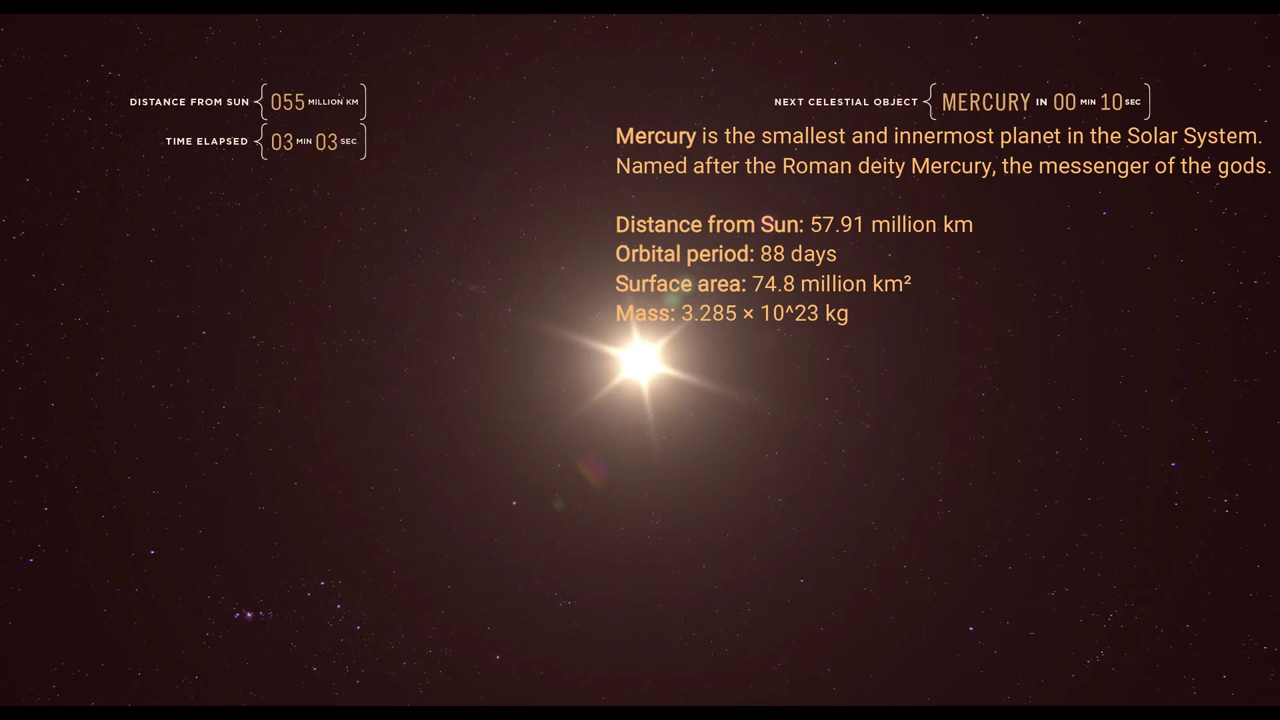 DISTANCE FROM SUN 055 MILLION KM
TIME ELAPSED 03 MIN 03 SEC
NEXT CELESTIAL OBJECT MERCURY IN 00 MIN 10 SEC
Mercury is the smallest and innermost planet in the Solar System.
Named after the Roman deity Mercury, the messenger of the gods.
Distance from Sun: 57.91 million km
Orbital period: 88 days
Surface area: 74.8 million km²
Mass: 3.285 × 10^23 kg